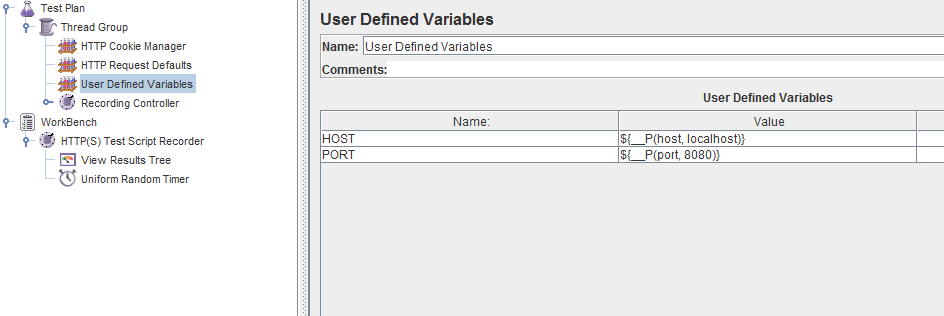 Test Plan
Thread Group
HTTP Cookie Manager
HTTP Request Defaults
User Defined Variables
Recording Controller
WorkBench
HTTP(S) Test Script Recorder
View Results Tree
Uniform Random Timer
User Defined Variables
Name: User Defined Variables
Comments:
User Defined Variables
Name: Value
HOST ${__P(host, localhost)}
PORT ${__P(port, 8080)}